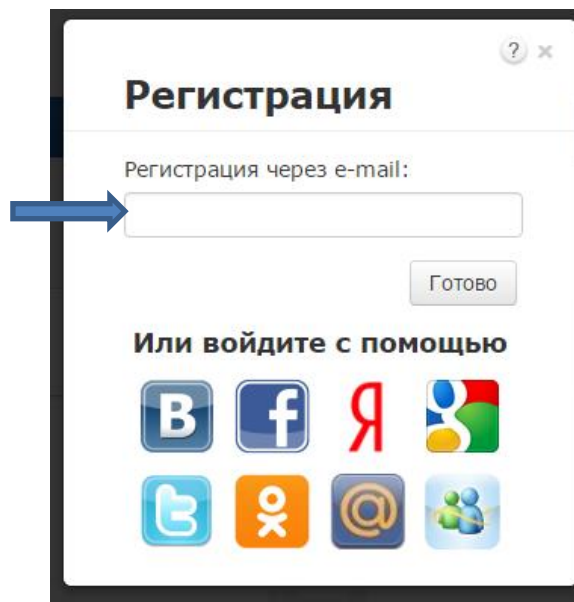 ?
Регистрация
Регистрация через e-mail:
Готово
Или войдите с помощью
В f Я g
t @